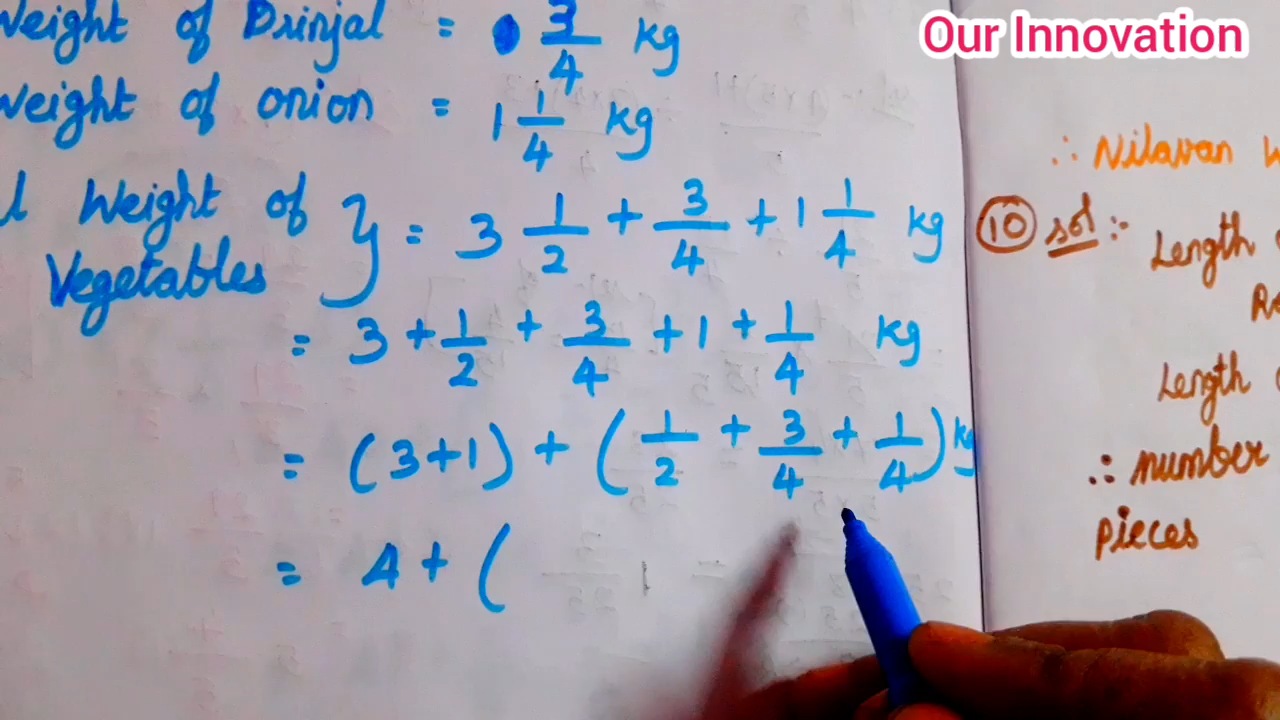 Our Innovation
Weight of Brinjal = 3/4 kg
Weight of onion = 1 1/4 kg
l Weight of Vegetables } = 3 1/2 + 3/4 + 1 1/4 kg
= 3 + 1/2 + 3/4 + 1 + 1/4 kg
= (3+1) + (1/2 + 3/4 + 1/4) kg
= 4 + (
∴ Nilavan W
10 sol :-
Length
Length
∴ number
pieces